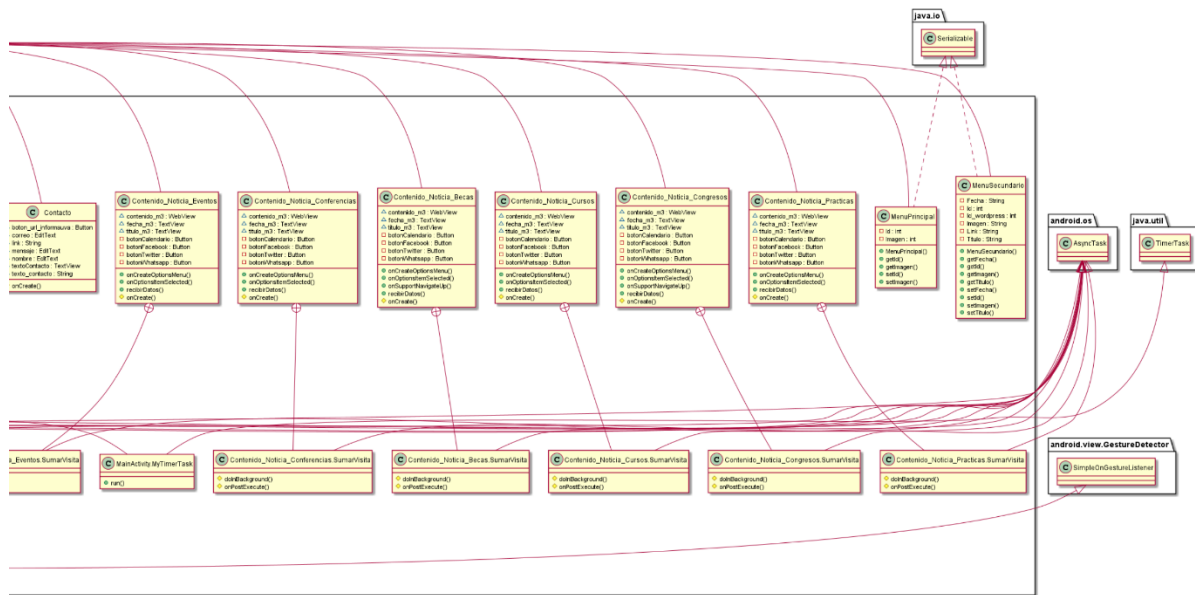 java.io
Serializable
Contacto
boton_url_informativa : Button
correo : EditText
link : String
mensaje : EditText
nombre : EditText
textoContacto : TextView
texto_contacto : String
onCreate()
Contenido_Noticia_Eventos
contenido_m3 : WebView
fecha_m3 : TextView
titulo_m3 : TextView
botonCalendario : Button
botonFacebook : Button
botonTwitter : Button
botonWhatsapp : Button
onCreateOptionsMenu()
onOptionsItemSelected()
recibirDatos()
onCreate()
Contenido_Noticia_Conferencias
contenido_m3 : WebView
fecha_m3 : TextView
titulo_m3 : TextView
botonCalendario : Button
botonFacebook : Button
botonTwitter : Button
botonWhatsapp : Button
onCreateOptionsMenu()
onOptionsItemSelected()
recibirDatos()
onCreate()
Contenido_Noticia_Becas
contenido_m3 : WebView
fecha_m3 : TextView
titulo_m3 : TextView
botonCalendario : Button
botonFacebook : Button
botonTwitter : Button
botonWhatsapp : Button
onCreateOptionsMenu()
onOptionsItemSelected()
onSupportNavigateUp()
recibirDatos()
onCreate()
Contenido_Noticia_Cursos
contenido_m3 : WebView
fecha_m3 : TextView
titulo_m3 : TextView
botonCalendario : Button
botonFacebook : Button
botonTwitter : Button
botonWhatsapp : Button
onCreateOptionsMenu()
onOptionsItemSelected()
recibirDatos()
onCreate()
Contenido_Noticia_Congresos
contenido_m3 : WebView
fecha_m3 : TextView
titulo_m3 : TextView
botonCalendario : Button
botonFacebook : Button
botonTwitter : Button
botonWhatsapp : Button
onCreateOptionsMenu()
onOptionsItemSelected()
onSupportNavigateUp()
recibirDatos()
onCreate()
Contenido_Noticia_Practicas
contenido_m3 : WebView
fecha_m3 : TextView
titulo_m3 : TextView
botonCalendario : Button
botonFacebook : Button
botonTwitter : Button
botonWhatsapp : Button
onCreateOptionsMenu()
onOptionsItemSelected()
recibirDatos()
onCreate()
MenuPrincipal
id : int
imagen : int
MenuPrincipal()
getId()
getImagen()
setId()
setImagen()
MenuSecundario
Fecha : String
Id : int
Id_wordpress : int
Imagen : String
Link : String
Titulo : String
MenuSecundario()
getFecha()
getId()
getImagen()
getTitulo()
setFecha()
setId()
setImagen()
setTitulo()
android.os
AsyncTask
java.util
TimerTask
a_Eventos.SumarVisita
MainActivity.MyTimerTask
run()
Contenido_Noticia_Conferencias.SumarVisita
doInBackground()
onPostExecute()
Contenido_Noticia_Becas.SumarVisita
doInBackground()
onPostExecute()
Contenido_Noticia_Cursos.SumarVisita
doInBackground()
onPostExecute()
Contenido_Noticia_Congresos.SumarVisita
doInBackground()
onPostExecute()
Contenido_Noticia_Practicas.SumarVisita
doInBackground()
onPostExecute()
android.view.GestureDetector
SimpleOnGestureListener